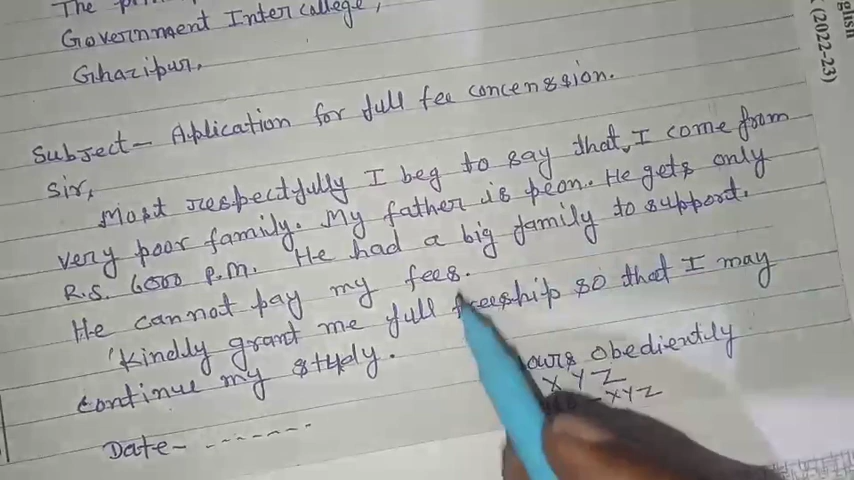 The
Government Inter college,
Ghazipur.
Subject- Application for full fee concenssion.
Sir,
Most respectfully I beg to say that, I come from
very poor family. My father is peon. He gets only
R.S. 6000 P.M. He had a big family to support.
He cannot pay my fees.
Kindly grant me full freeship so that I may
continue my study.
Yours Obediently
XYZ
XYZ
Date- -------
(2022-23)